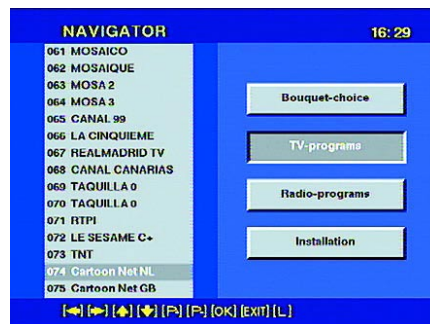 NAVIGATOR 16:29
061 MOSAICO
062 MOSAIQUE
063 MOSA 2
064 MOSA 3
065 CANAL 99
066 LA CINQUIEME
067 REALMADRID TV
068 CANAL CANARIAS
069 TAQUILLA 0
070 TAQUILLA 0
071 RTPI
072 LE SESAME C+
073 TNT
074 Cartoon Net NL
075 Cartoon Net GB
Bouquet-choice
TV-programs
Radio-programs
Installation
[⬅] [➡] [⬆] [⬇] [P+] [P-] [OK] [EXIT] [L]